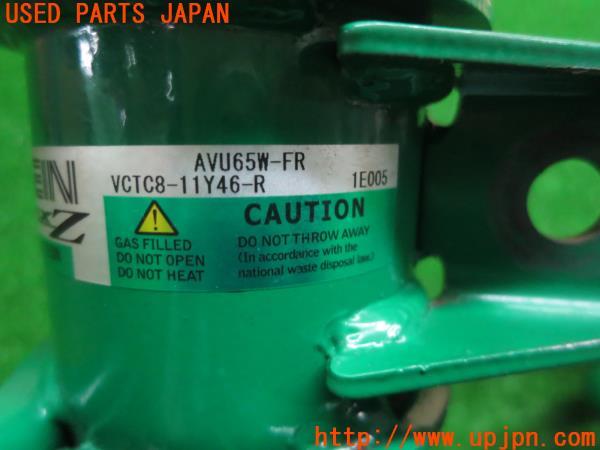 USED PARTS JAPAN
AVU65W-FR
VCTC8-11Y46-R 1E005
CAUTION
GAS FILLED
DO NOT OPEN
DO NOT HEAT
DO NOT THROW AWAY
(In accordance with the
national waste disposal law.)
http://www.upjpn.com/